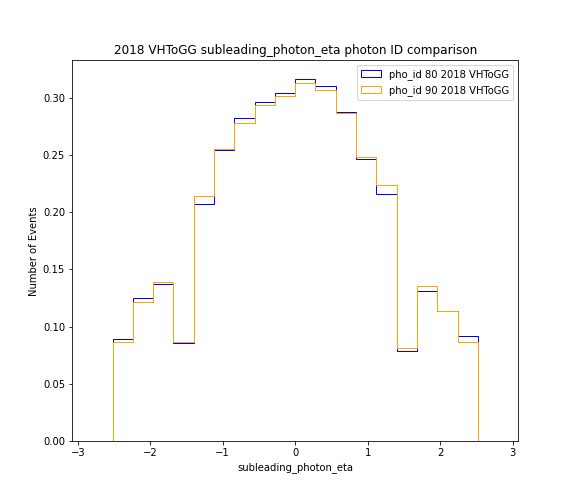 2018 VHToGG subleading_photon_eta photon ID comparison
pho_id 80 2018 VHToGG
pho_id 90 2018 VHToGG
Number of Events
0.30
0.25
0.20
0.15
0.10
0.05
0.00
−3 −2 −1 0 1 2 3
subleading_photon_eta